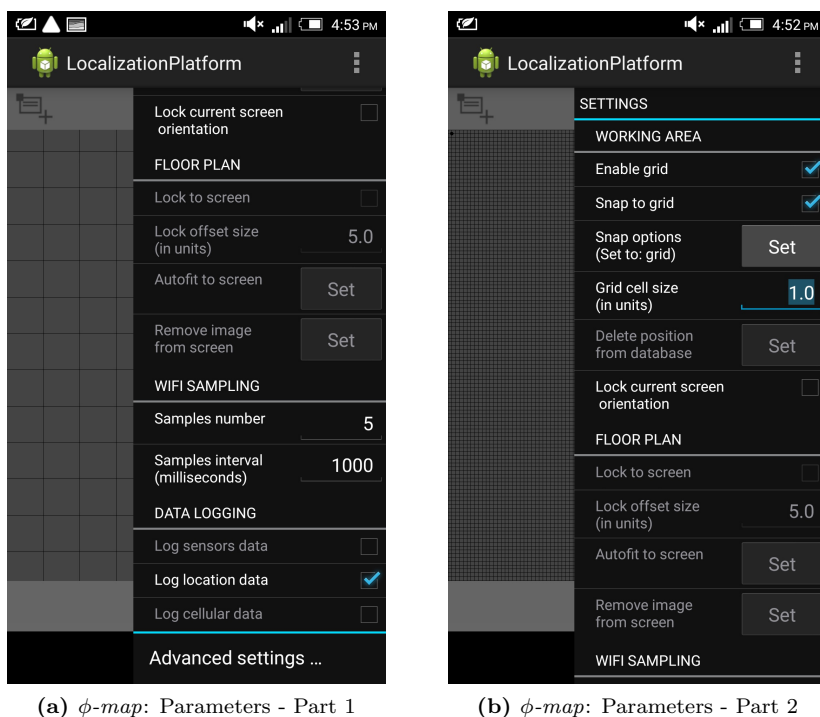 4:53 PM
LocalizationPlatform
Lock current screen
orientation
FLOOR PLAN
Lock to screen
Lock offset size
(in units)
5.0
Autofit to screen
Set
Remove image
from screen
Set
WIFI SAMPLING
Samples number
5
Samples interval
(milliseconds)
1000
DATA LOGGING
Log sensors data
Log location data
Log cellular data
Advanced settings ...
(a) ϕ-map: Parameters - Part 1
4:52 PM
LocalizationPlatform
SETTINGS
WORKING AREA
Enable grid
Snap to grid
Snap options
(Set to: grid)
Set
Grid cell size
(in units)
1.0
Delete position
from database
Set
Lock current screen
orientation
FLOOR PLAN
Lock to screen
Lock offset size
(in units)
5.0
Autofit to screen
Set
Remove image
from screen
Set
WIFI SAMPLING
(b) ϕ-map: Parameters - Part 2